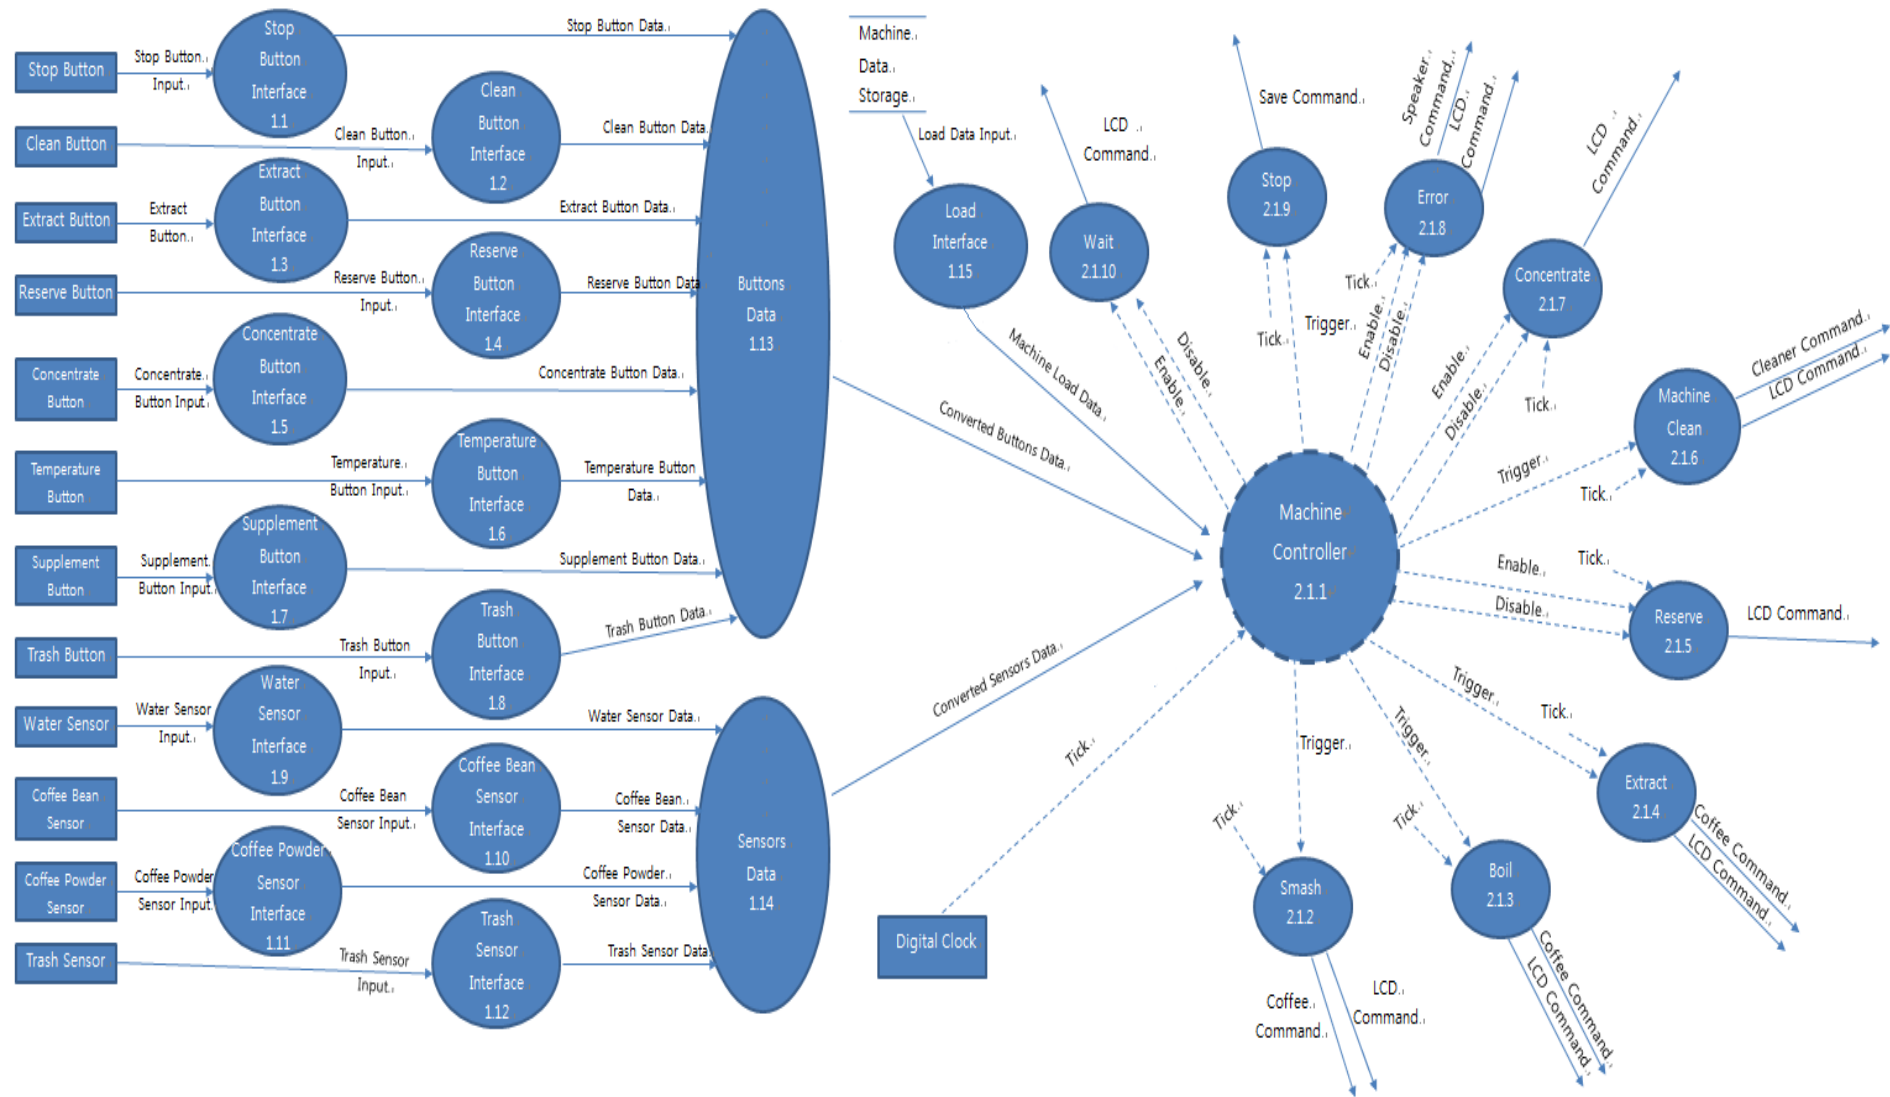 Stop Button
Stop Button.
Input.
Stop
Button
Interface
1.1
Stop Button Data.
Clean Button
Clean Button.
Input.
Clean
Button
Interface
1.2
Clean Button Data.
Extract Button
Extract
Button.
Extract
Button
Interface
1.3
Extract Button Data.
Reserve Button
Reserve Button.
Input.
Reserve
Button
Interface
1.4
Reserve Button Data
Concentrate
Button
Concentrate.
Button Input.
Concentrate
Button
Interface
1.5
Concentrate Button Data.
Temperature
Button
Temperature.
Button Input.
Temperature
Button
Interface
1.6
Temperature Button
Data.
Supplement
Button
Supplement.
Button Input.
Supplement
Button
Interface
1.7
Supplement Button Data.
Trash Button
Trash Button
Input.
Trash
Button
Interface
1.8
Trash Button Data.
Water Sensor
Water Sensor
Input.
Water
Sensor
Interface
1.9
Water Sensor Data.
Coffee Bean
Sensor
Coffee Bean
Sensor Input.
Coffee Bean
Sensor
Interface
1.10
Coffee Bean.
Sensor Data.
Coffee Powder
Sensor
Coffee Powder
Sensor Input.
Coffee Powder
Sensor
Interface
1.11
Coffee Powder.
Sensor Data.
Trash Sensor
Trash Sensor
Input.
Trash
Sensor
Interface
1.12
Trash Sensor Data
Buttons
Data
1.13
Sensors
Data
1.14
Machine.
Data.
Storage.
Load Data Input.
Load
Interface
1.15
Machine Load Data.
Converted Buttons Data.
Converted Sensors Data.
Digital Clock
Tick.
Machine
Controller
2.1.1
LCD .
Command.
Wait
2.1.10
Disable.
Enable.
Save Command.
Stop
2.1.9
Tick.
Trigger.
Speaker.
Command.
LCD.
Command.
Error
2.1.8
Tick.
Enable.
Disable.
LCD .
Command.
Concentrate
2.1.7
Enable.
Disable.
Tick.
Cleaner Command.
LCD Command.
Machine
Clean
2.1.6
Trigger.
Tick.
Enable.
Disable.
Tick.
Reserve
2.1.5
LCD Command.
Trigger.
Tick.
Extract
2.1.4
Coffee Command.
LCD Command.
Trigger.
Tick.
Boil
2.1.3
Coffee Command.
LCD Command.
Trigger.
Tick.
Smash
2.1.2
Coffee.
Command.
LCD.
Command.